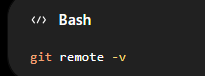 </> Bash
git remote -v